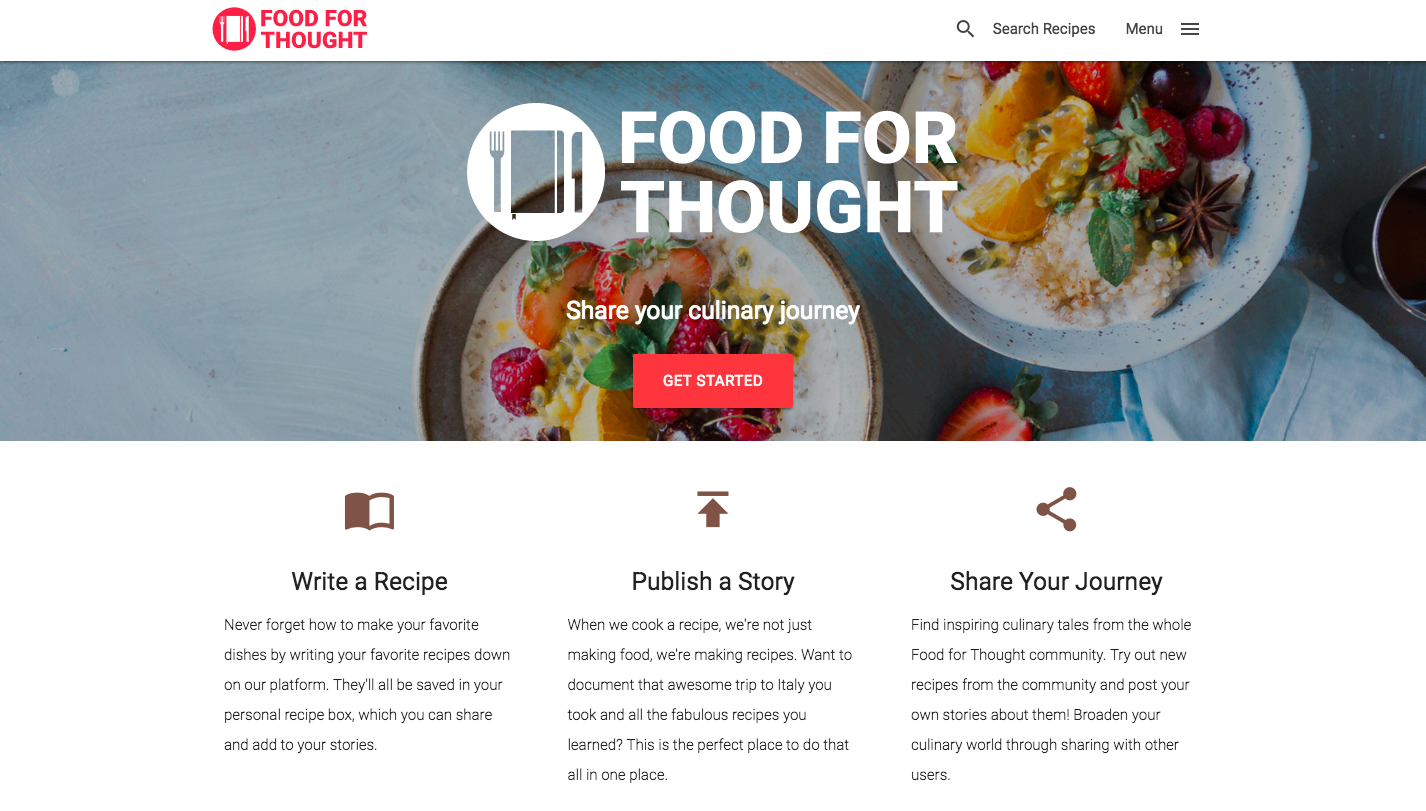 FOOD FOR
THOUGHT
Search Recipes
Menu
FOOD FOR
THOUGHT
Share your culinary journey
GET STARTED
Write a Recipe
Never forget how to make your favorite
dishes by writing your favorite recipes down
on our platform. They'll all be saved in your
personal recipe box, which you can share
and add to your stories.
Publish a Story
When we cook a recipe, we're not just
making food, we're making recipes. Want to
document that awesome trip to Italy you
took and all the fabulous recipes you
learned? This is the perfect place to do that
all in one place.
Share Your Journey
Find inspiring culinary tales from the whole
Food for Thought community. Try out new
recipes from the community and post your
own stories about them! Broaden your
culinary world through sharing with other
users.